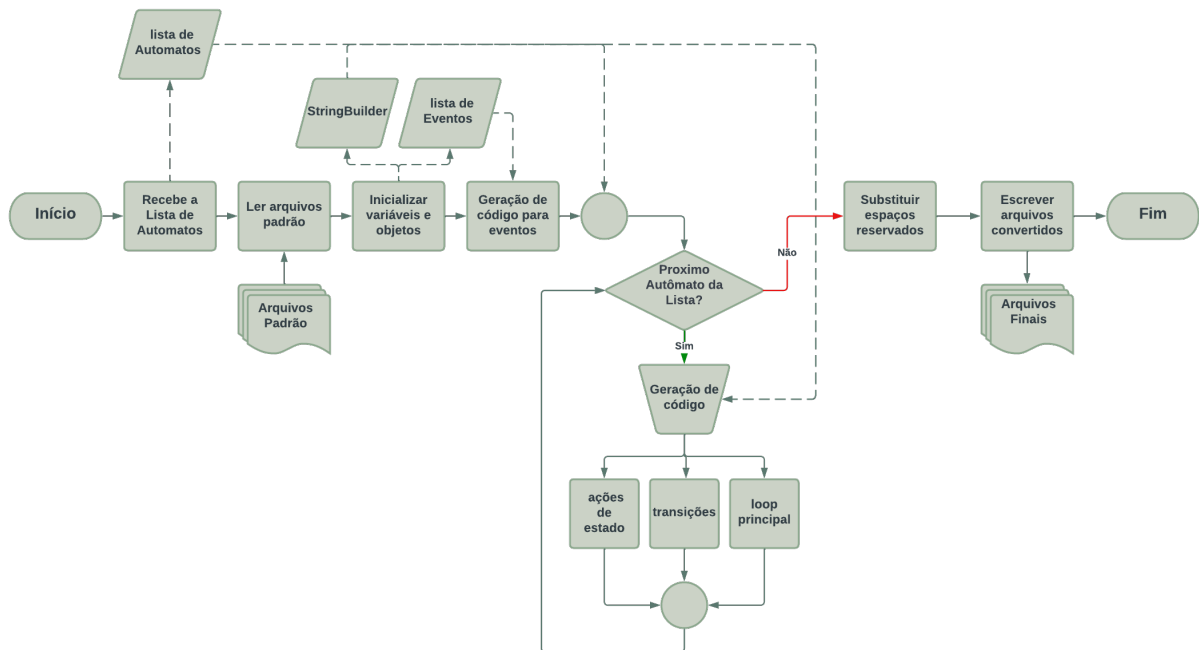 lista de
Automatos
StringBuilder
lista de
Eventos
Início
Recebe a
Lista de
Automatos
Ler arquivos
padrão
Inicializar
variáveis e
objetos
Geração de
código para
eventos
Substituir
espaços
reservados
Escrever
arquivos
convertidos
Fim
Não
Proximo
Autômato da
Lista?
Arquivos
Padrão
Arquivos
Finais
Sim
Geração de
código
ações
de
estado
transições
loop
principal